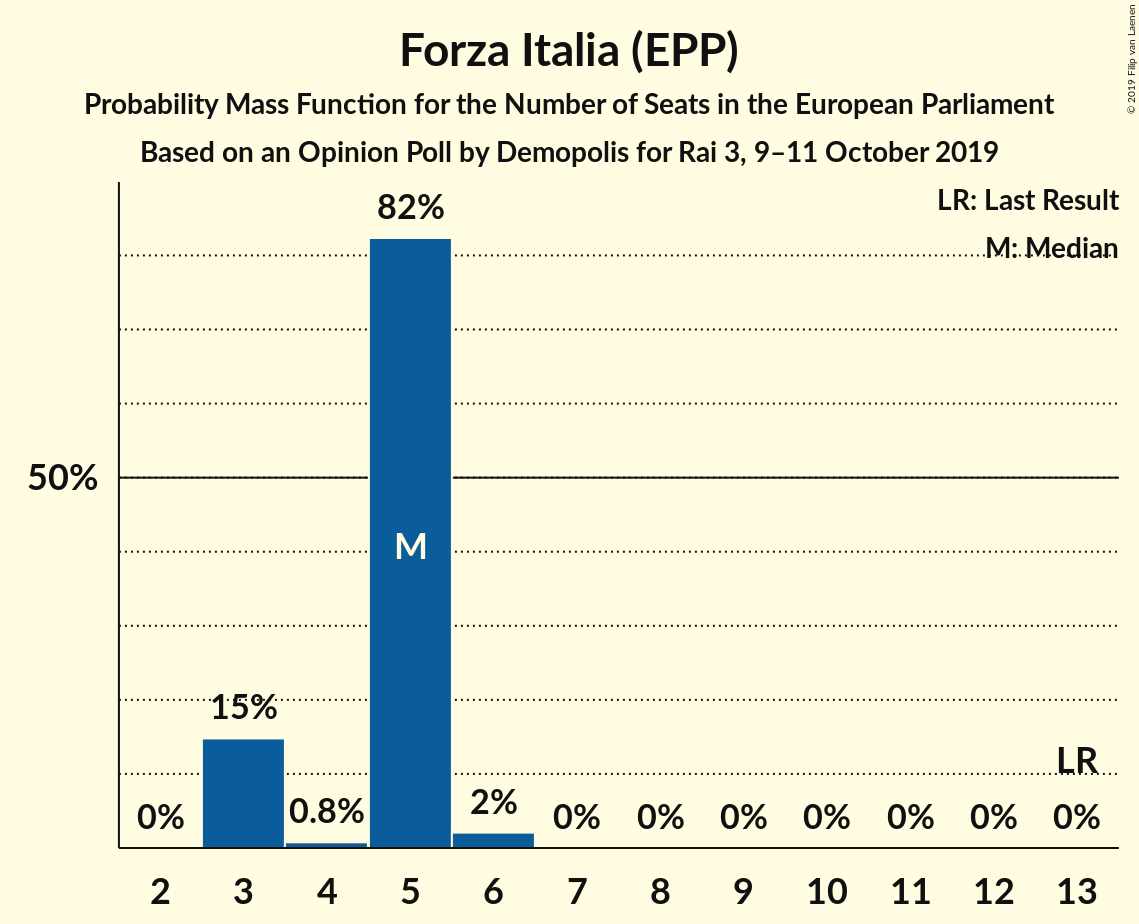 Forza Italia (EPP)
Probability Mass Function for the Number of Seats in the European Parliament
Based on an Opinion Poll by Demopolis for Rai 3, 9–11 October 2019
© 2019 Filip van Laenen
LR: Last Result
M: Median
82%
50%
M
15%
LR
0%
0.8%
2%
0%
0%
0%
0%
0%
0%
0%
2 3 4 5 6 7 8 9 10 11 12 13